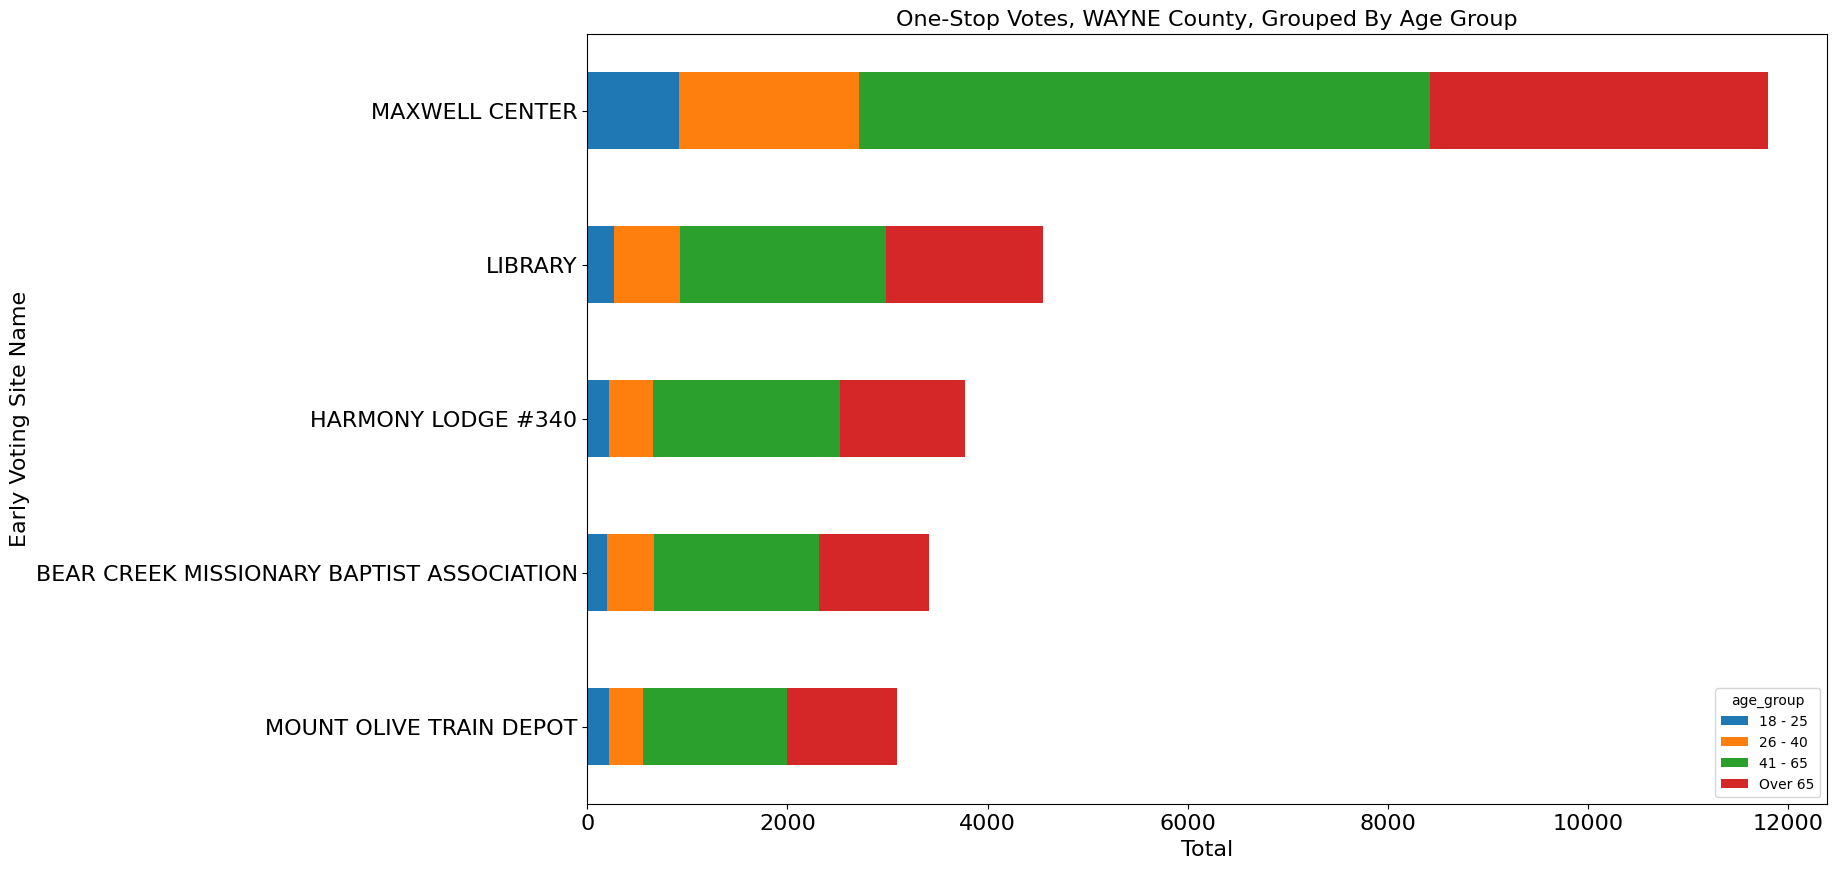 One-Stop Votes, WAYNE County, Grouped By Age Group
Early Voting Site Name
MAXWELL CENTER
LIBRARY
HARMONY LODGE #340
BEAR CREEK MISSIONARY BAPTIST ASSOCIATION
MOUNT OLIVE TRAIN DEPOT
age_group
18 - 25
26 - 40
41 - 65
Over 65
0 2000 4000 6000 8000 10000 12000
Total